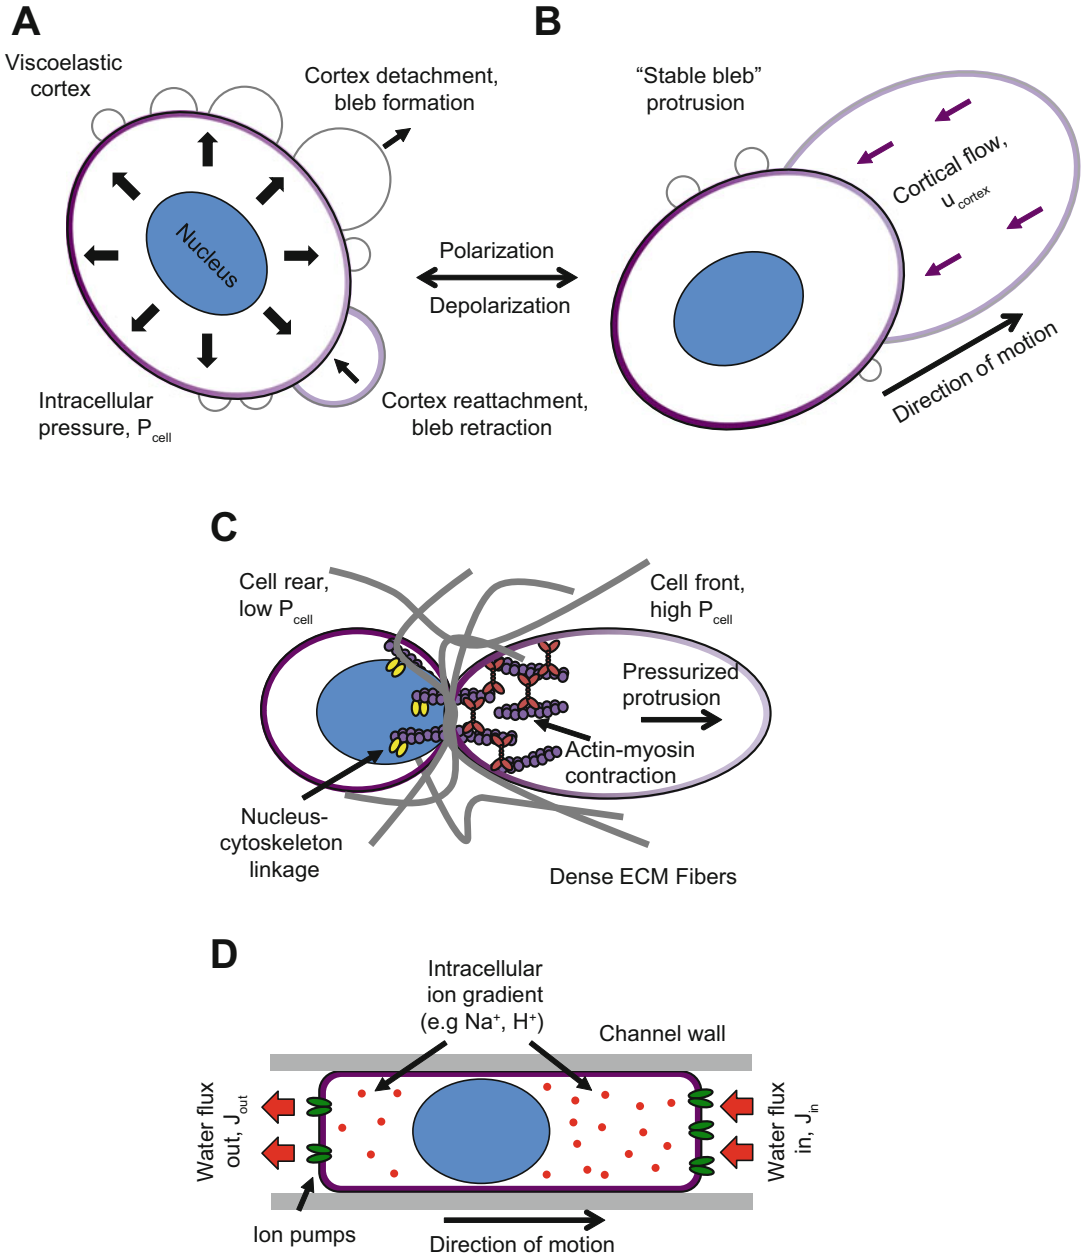 A
Viscoelastic
cortex
Cortex detachment,
bleb formation
Nucleus
Intracellular
pressure, Pcell
Cortex reattachment,
bleb retraction
Polarization
Depolarization
B
“Stable bleb”
protrusion
Cortical flow,
ucortex
Direction of motion
C
Cell rear,
low Pcell
Cell front,
high Pcell
Pressurized
protrusion
Actin-myosin
contraction
Nucleus-
cytoskeleton
linkage
Dense ECM Fibers
D
Intracellular
ion gradient
(e.g Na+, H+)
Channel wall
Water flux
out, Jout
Water flux
in, Jin
Ion pumps
Direction of motion